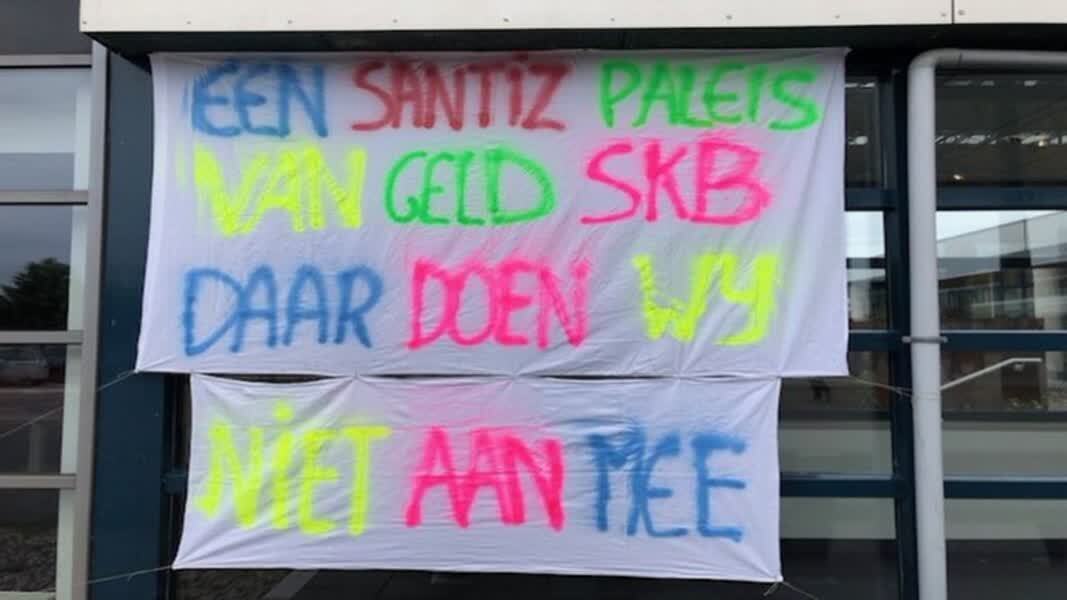 EEN SANTiZ PALEiS
VAN GELD SKB
DAAR DOEN WY
NiET AAN MEE